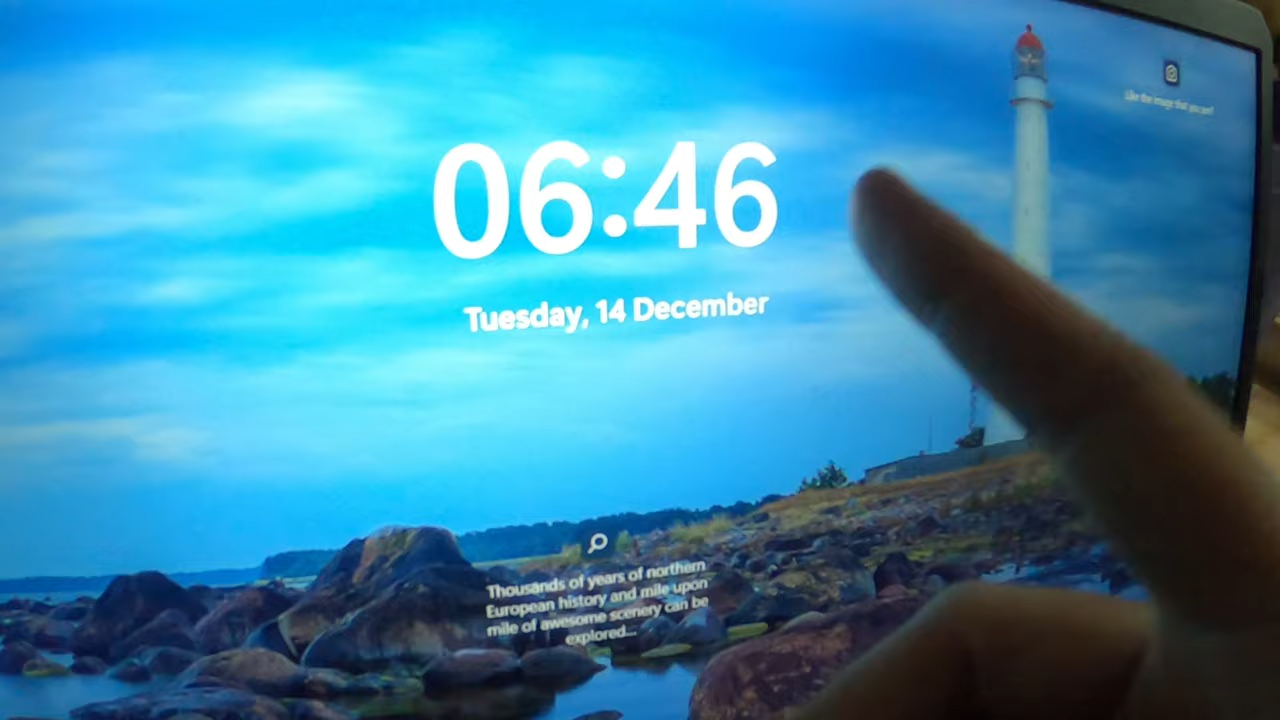 06:46
Tuesday, 14 December
Like the image that you see?
Thousands of years of northern
European history and mile upon
mile of awesome scenery can be
explored...